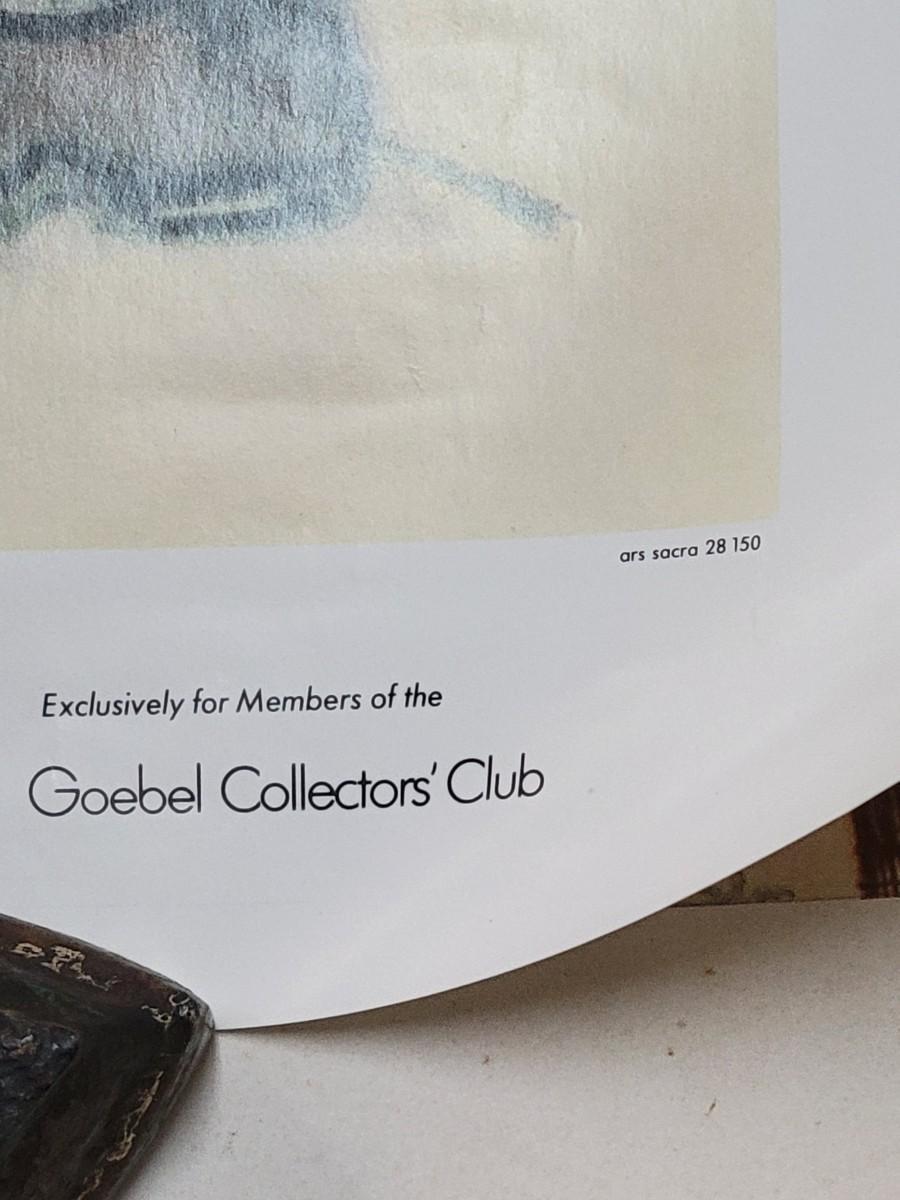 ars sacra 28 150
Exclusively for Members of the
Goebel Collectors' Club